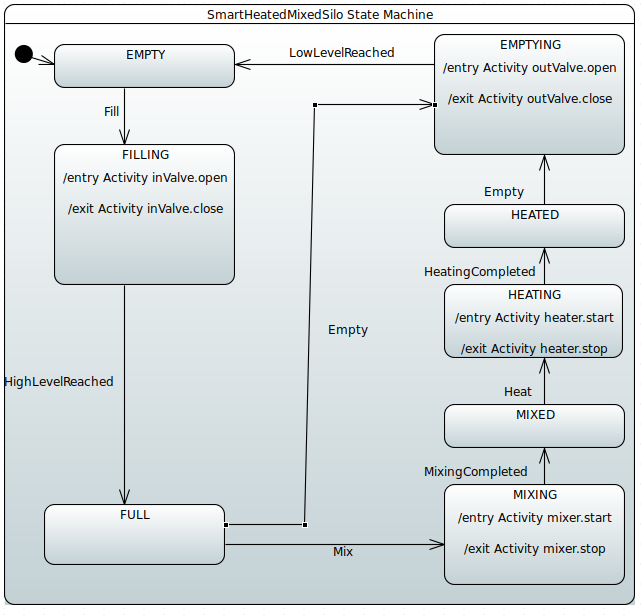 SmartHeatedMixedSilo State Machine
EMPTY
LowLevelReached
EMPTYING
/entry Activity outValve.open
/exit Activity outValve.close
Fill
FILLING
/entry Activity inValve.open
/exit Activity inValve.close
Empty
HEATED
HeatingCompleted
HEATING
/entry Activity heater.start
/exit Activity heater.stop
Empty
HighLevelReached
Heat
MIXED
MixingCompleted
MIXING
/entry Activity mixer.start
/exit Activity mixer.stop
FULL
Mix